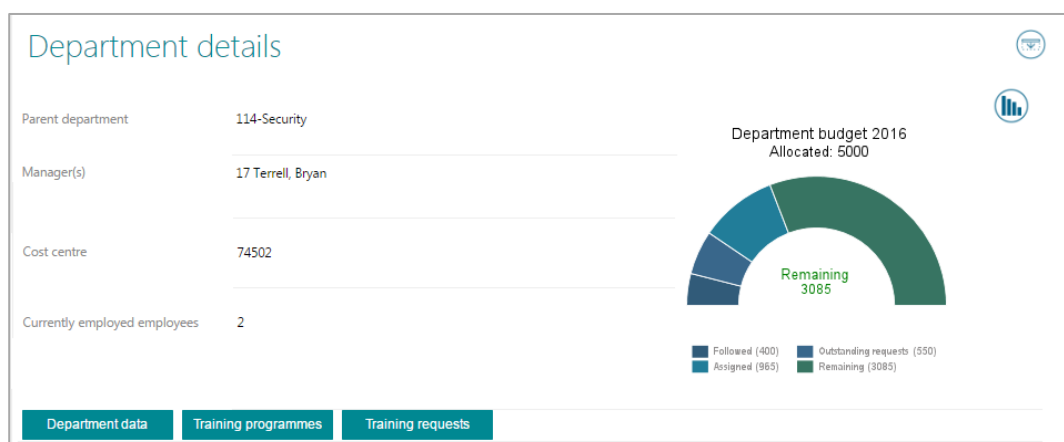 Department details
Parent department 114-Security
Manager(s) 17 Terrell, Bryan
Cost centre 74502
Currently employed employees 2
Department budget 2016
Allocated: 5000
Remaining
3085
Followed (400) Outstanding requests (550)
Assigned (965) Remaining (3085)
Department data Training programmes Training requests